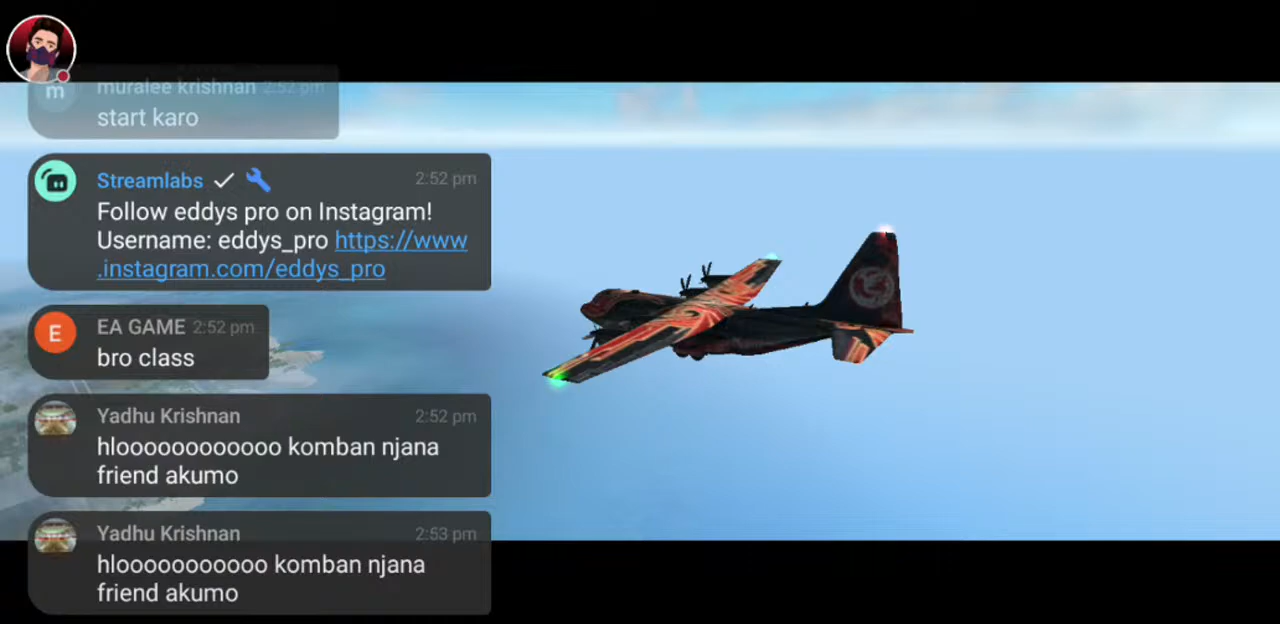 muralee krishnan 2:52 pm
m
start karo
Streamlabs 2:52 pm
Follow eddys pro on Instagram!
Username: eddys_pro https://www
.instagram.com/eddys_pro
E
EA GAME 2:52 pm
bro class
Yadhu Krishnan 2:52 pm
hloooooooooooo komban njana
friend akumo
Yadhu Krishnan 2:53 pm
hlooooooooooo komban njana
friend akumo